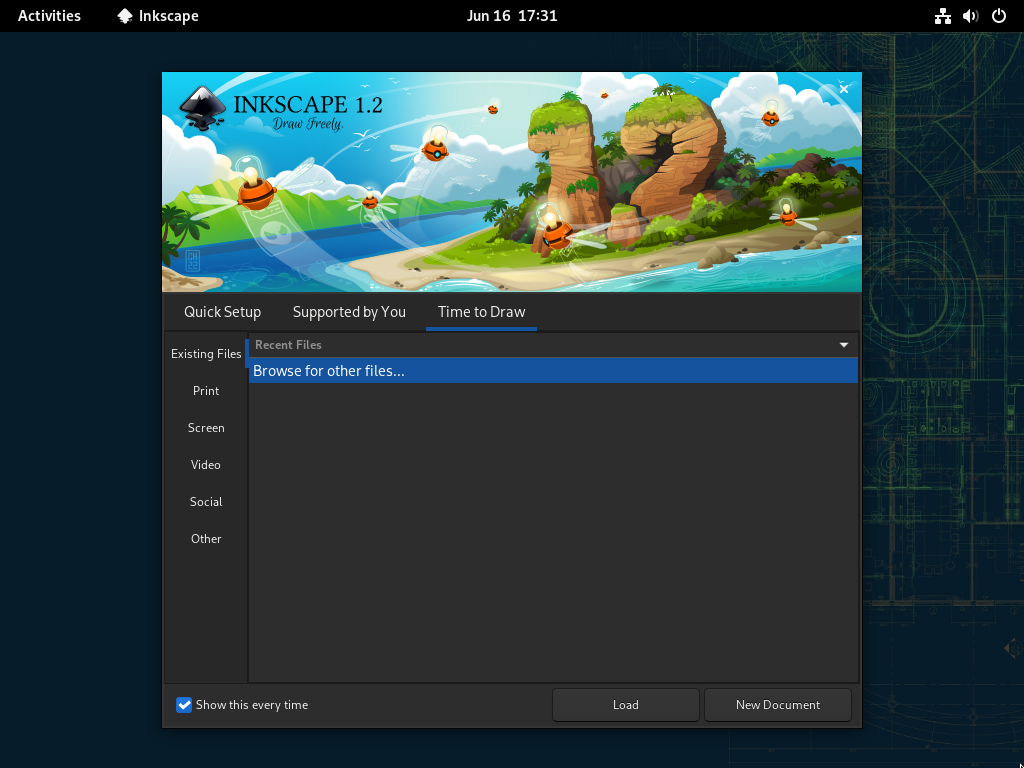 Activities
Inkscape
Jun 16 17:31
INKSCAPE 1.2
Draw Freely.
Quick Setup
Supported by You
Time to Draw
Existing Files
Print
Screen
Video
Social
Other
Recent Files
Browse for other files...
Show this every time
Load
New Document